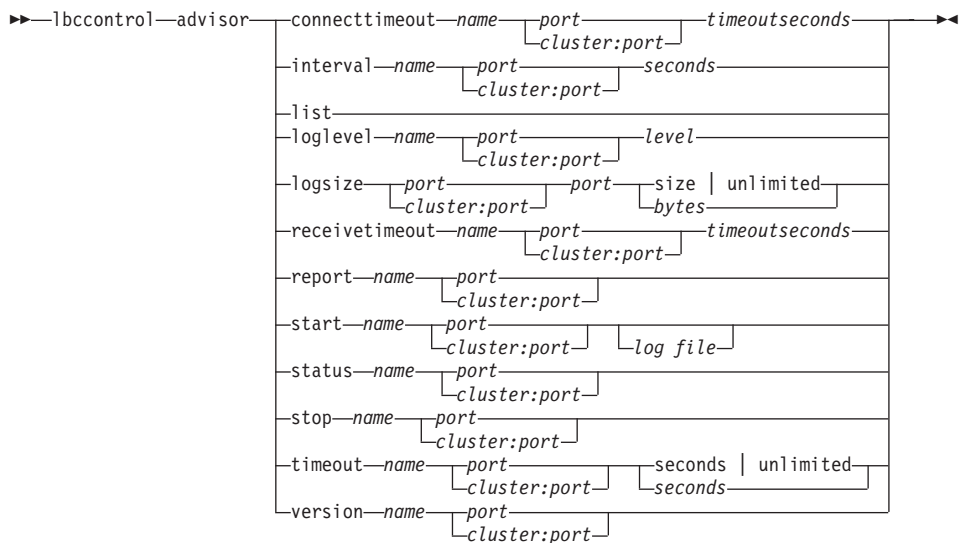 lbccontrol advisor connecttimeout name port timeoutseconds
cluster:port
interval name port seconds
cluster:port
list
loglevel name port level
cluster:port
logsize port port size | unlimited
cluster:port bytes
receivetimeout name port timeoutseconds
cluster:port
report name port
cluster:port
start name port
cluster:port log file
status name port
cluster:port
stop name port
cluster:port
timeout name port seconds | unlimited
cluster:port seconds
version name port
cluster:port